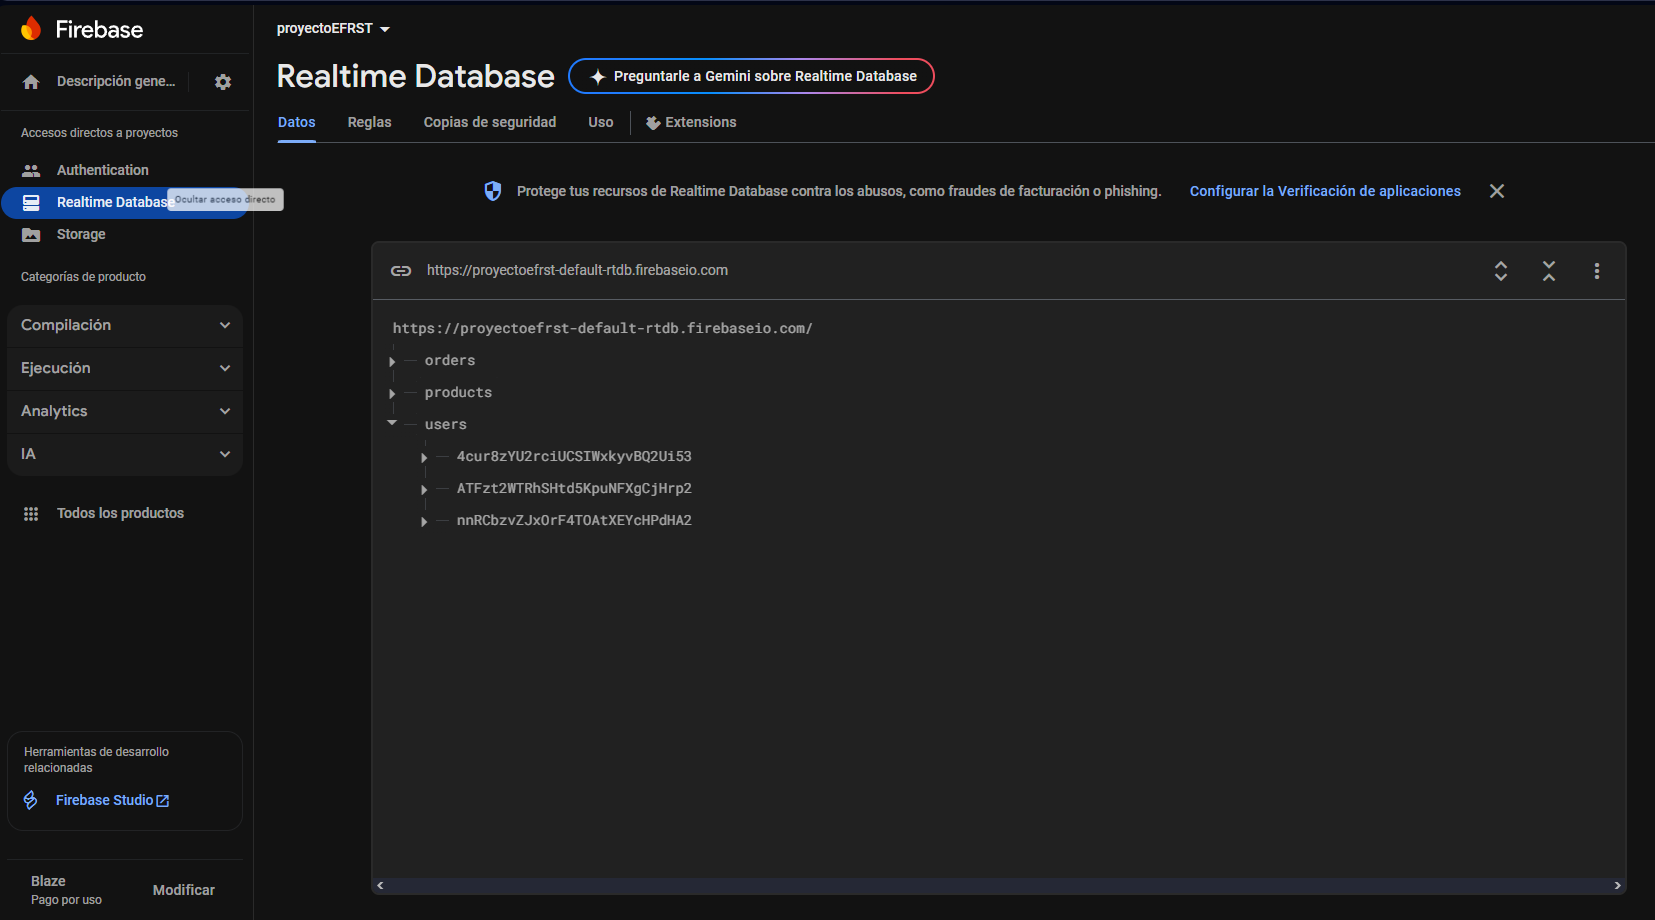 Firebase
Descripción gene...
Accesos directos a proyectos
Authentication
Realtime Database
Ocultar acceso directo
Storage
Categorías de producto
Compilación
Ejecución
Analytics
IA
Todos los productos
Herramientas de desarrollo
relacionadas
Firebase Studio
Blaze
Pago por uso
Modificar
proyectoEFRST
Realtime Database
Preguntarle a Gemini sobre Realtime Database
Datos Reglas Copias de seguridad Uso Extensions
Protege tus recursos de Realtime Database contra los abusos, como fraudes de facturación o phishing. Configurar la Verificación de aplicaciones
https://proyectoefrst-default-rtdb.firebaseio.com
https://proyectoefrst-default-rtdb.firebaseio.com/
orders
products
users
4cur8zYU2rciUCSIWxkyvBQ2Ui53
ATFzt2WTRhSHtd5KpuNFXgCjHrp2
nnRCbzvZJxOrF4TOAtXEYcHPdHA2